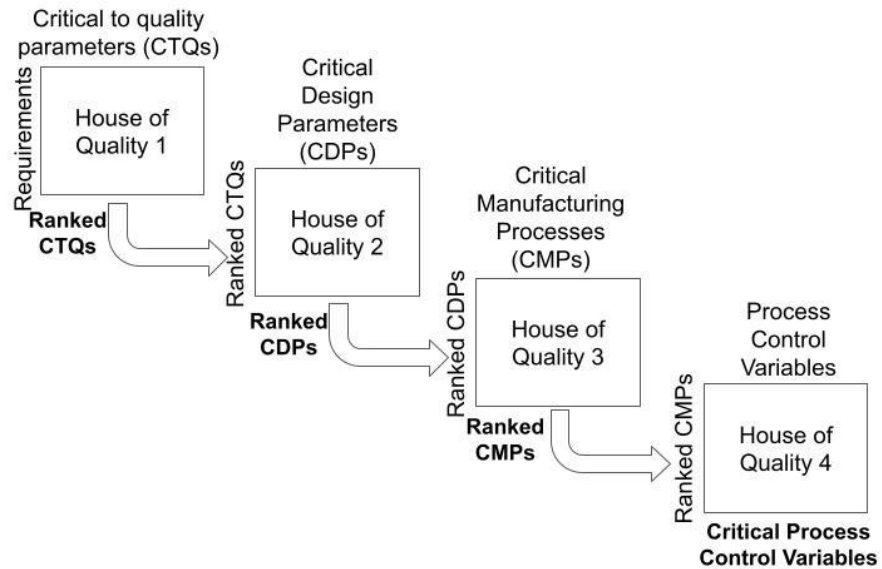 Critical to quality
parameters (CTQs)
Requirements
House of
Quality 1
Ranked
CTQs
Critical
Design
Parameters
(CDPs)
Ranked CTQs
House of
Quality 2
Ranked
CDPs
Critical
Manufacturing
Processes
(CMPs)
Ranked CDPs
House of
Quality 3
Ranked
CMPs
Process
Control
Variables
Ranked CMPs
House of
Quality 4
Critical Process
Control Variables